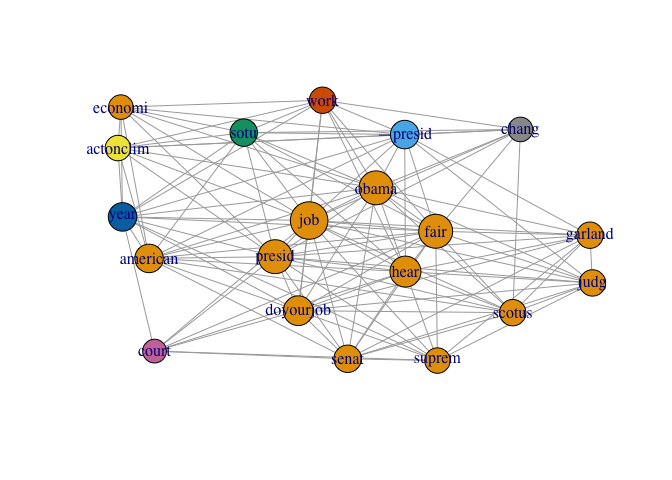 work
economi
sotu
presid
chang
actonclim
obama
year
job
fair
garland
american
presid
hear
judg
doyourjob
scotus
court
senat
suprem